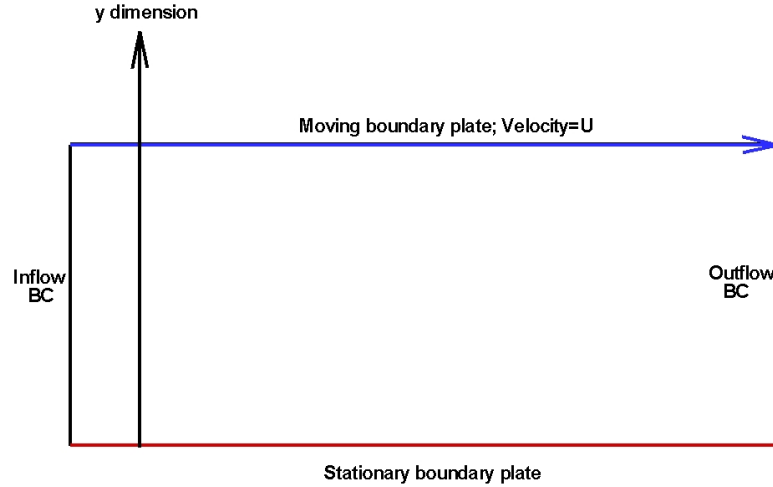 y dimension
Moving boundary plate; Velocity=U
Inflow
BC
Outflow
BC
Stationary boundary plate